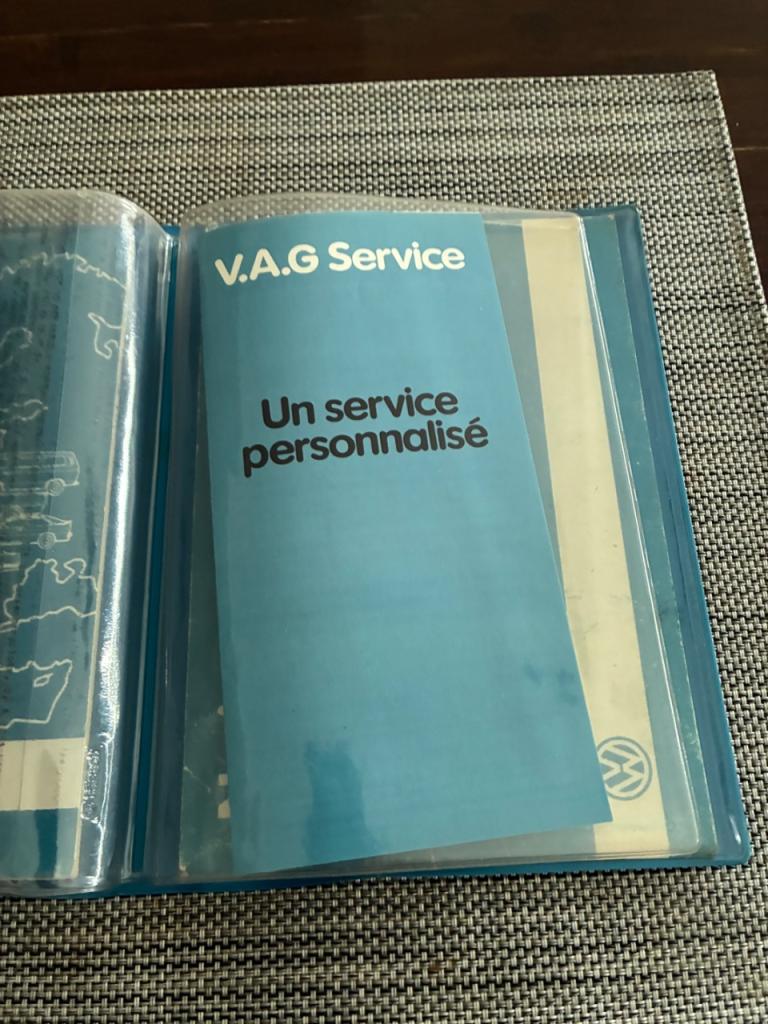 V.A.G Service
Un service
personnalisé